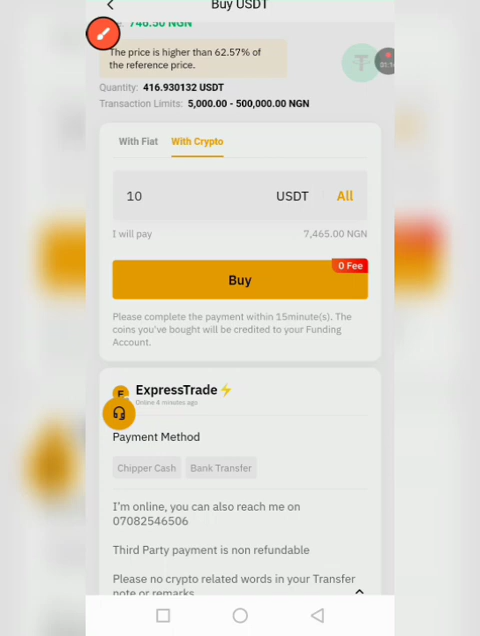 Buy USDT
746.50 NGN
The price is higher than 62.57% of
the reference price.
Quantity: 416.930132 USDT
Transaction Limits: 5,000.00 - 500,000.00 NGN
With Fiat With Crypto
10 USDT All
I will pay 7,465.00 NGN
0 Fee
Buy
Please complete the payment within 15minute(s). The
coins you've bought will be credited to your Funding
Account.
E ExpressTrade⚡
Online 4 minutes ago
Payment Method
Chipper Cash Bank Transfer
I'm online, you can also reach me on
07082546506
Third Party payment is non refundable
Please no crypto related words in your Transfer
note or remarks